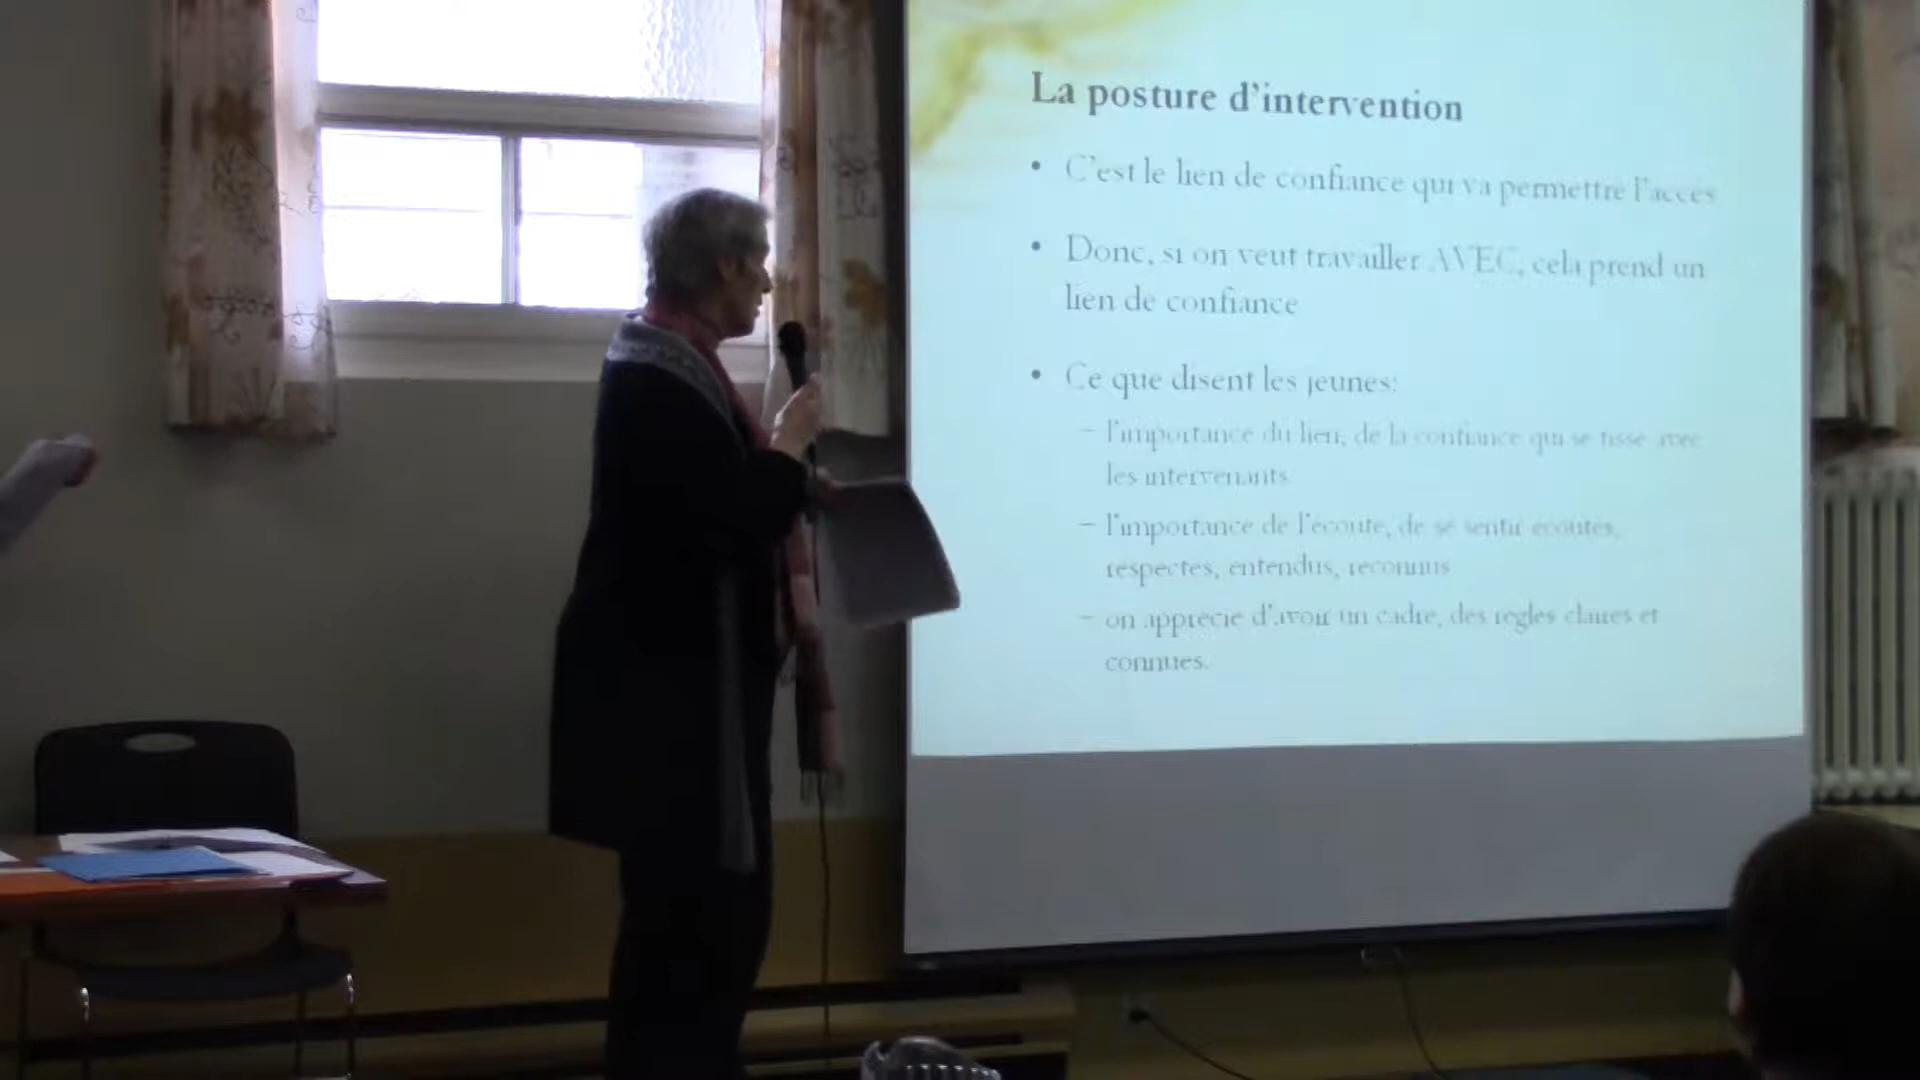 La posture d'intervention
• C'est le lien de confiance qui va permettre l'accès
• Donc, si on veut travailler AVEC, cela prend un
lien de confiance
• Ce que disent les jeunes:
– l'importance du lien, de la confiance qui se tisse avec
les intervenants
– l'importance de l'écoute, de se sentir écoutés,
respectés, entendus, reconnus
– on apprécie d'avoir un cadre, des règles claires et
connues.